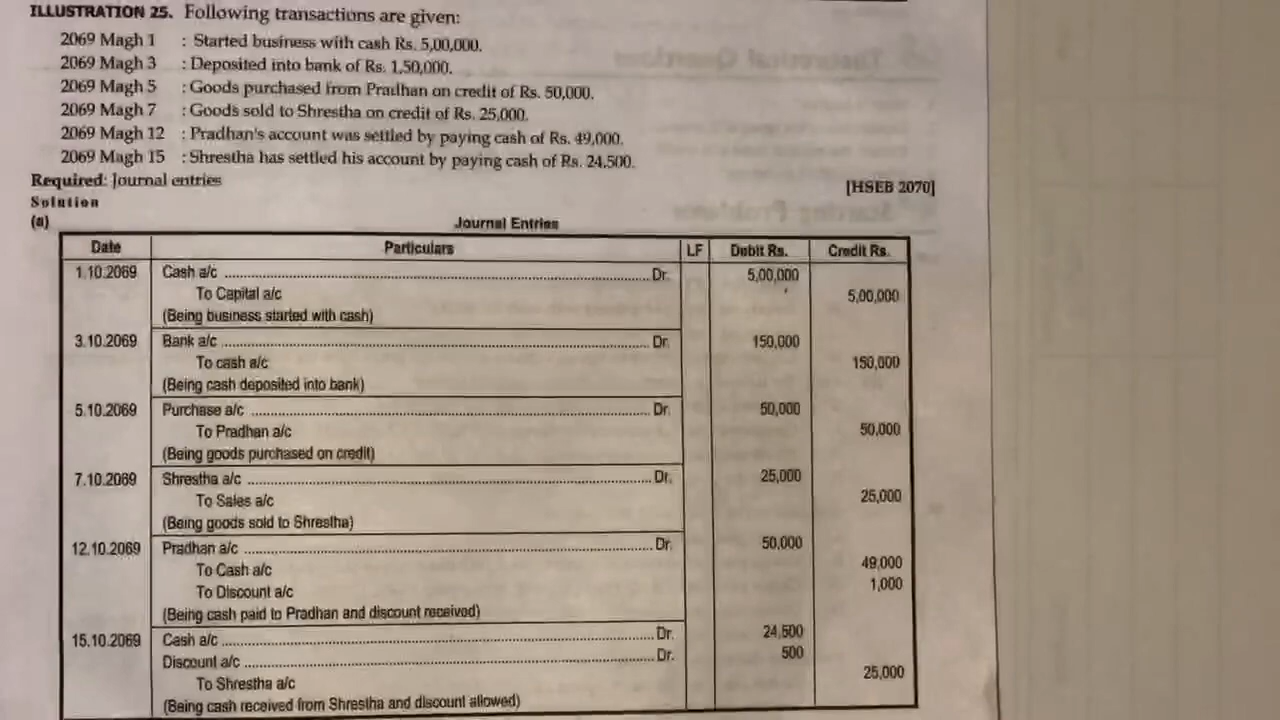 ILLUSTRATION 25. Following transactions are given:
2069 Magh 1 : Started business with cash Rs. 5,00,000.
2069 Magh 3 : Deposited into bank of Rs. 1,50,000.
2069 Magh 5 : Goods purchased from Pradhan on credit of Rs. 50,000.
2069 Magh 7 : Goods sold to Shrestha on credit of Rs. 25,000.
2069 Magh 12 : Pradhan's account was settled by paying cash of Rs. 49,000.
2069 Magh 15 : Shrestha has settled his account by paying cash of Rs. 24,500.
Required: Journal entries [HSEB 2070]
Solution
(a) Journal Entries
Date Particulars LF Debit Rs. Credit Rs.
1.10.2069 Cash a/c ........ Dr. 5,00,000
To Capital a/c 5,00,000
(Being business started with cash)
3.10.2069 Bank a/c ........ Dr. 150,000
To cash a/c 150,000
(Being cash deposited into bank)
5.10.2069 Purchase a/c ........ Dr. 50,000
To Pradhan a/c 50,000
(Being goods purchased on credit)
7.10.2069 Shrestha a/c ........ Dr. 25,000
To Sales a/c 25,000
(Being goods sold to Shrestha)
12.10.2069 Pradhan a/c ........ Dr. 50,000
To Cash a/c 49,000
To Discount a/c 1,000
(Being cash paid to Pradhan and discount received)
15.10.2069 Cash a/c ........ Dr. 24,500
Discount a/c ........ Dr. 500
To Shrestha a/c 25,000
(Being cash received from Shrestha and discount allowed)